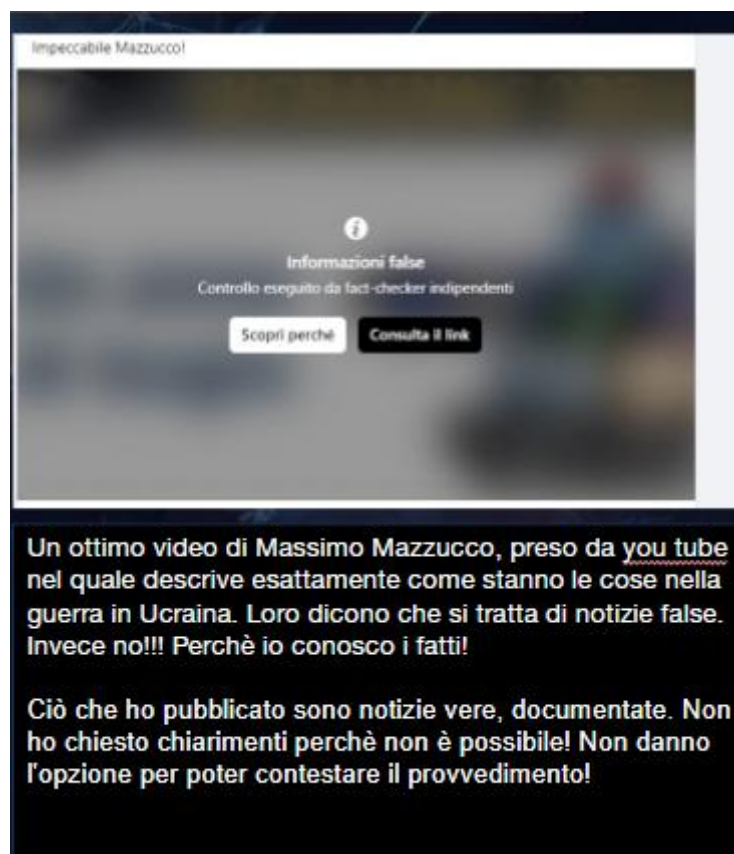 Impeccabile Mazzucco!
Informazioni false
Controllo eseguito da fact-checker indipendenti
Scopri perché
Consulta il link
Un ottimo video di Massimo Mazzucco, preso da you tube
nel quale descrive esattamente come stanno le cose nella
guerra in Ucraina. Loro dicono che si tratta di notizie false.
Invece no!!! Perchè io conosco i fatti!
Ciò che ho pubblicato sono notizie vere, documentate. Non
ho chiesto chiarimenti perchè non è possibile! Non danno
l'opzione per poter contestare il provvedimento!